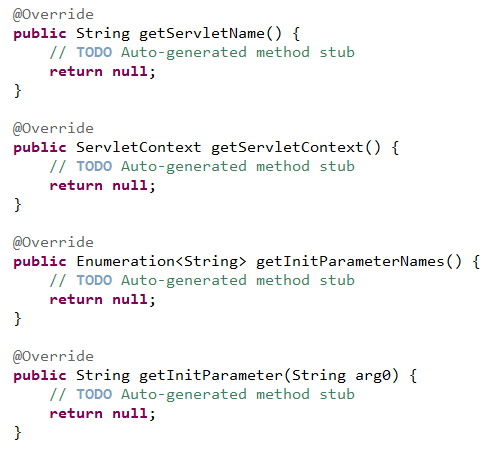 @Override
public String getServletName() {
    // TODO Auto-generated method stub
    return null;
}
@Override
public ServletContext getServletContext() {
    // TODO Auto-generated method stub
    return null;
}
@Override
public Enumeration<String> getInitParameterNames() {
    // TODO Auto-generated method stub
    return null;
}
@Override
public String getInitParameter(String arg0) {
    // TODO Auto-generated method stub
    return null;
}